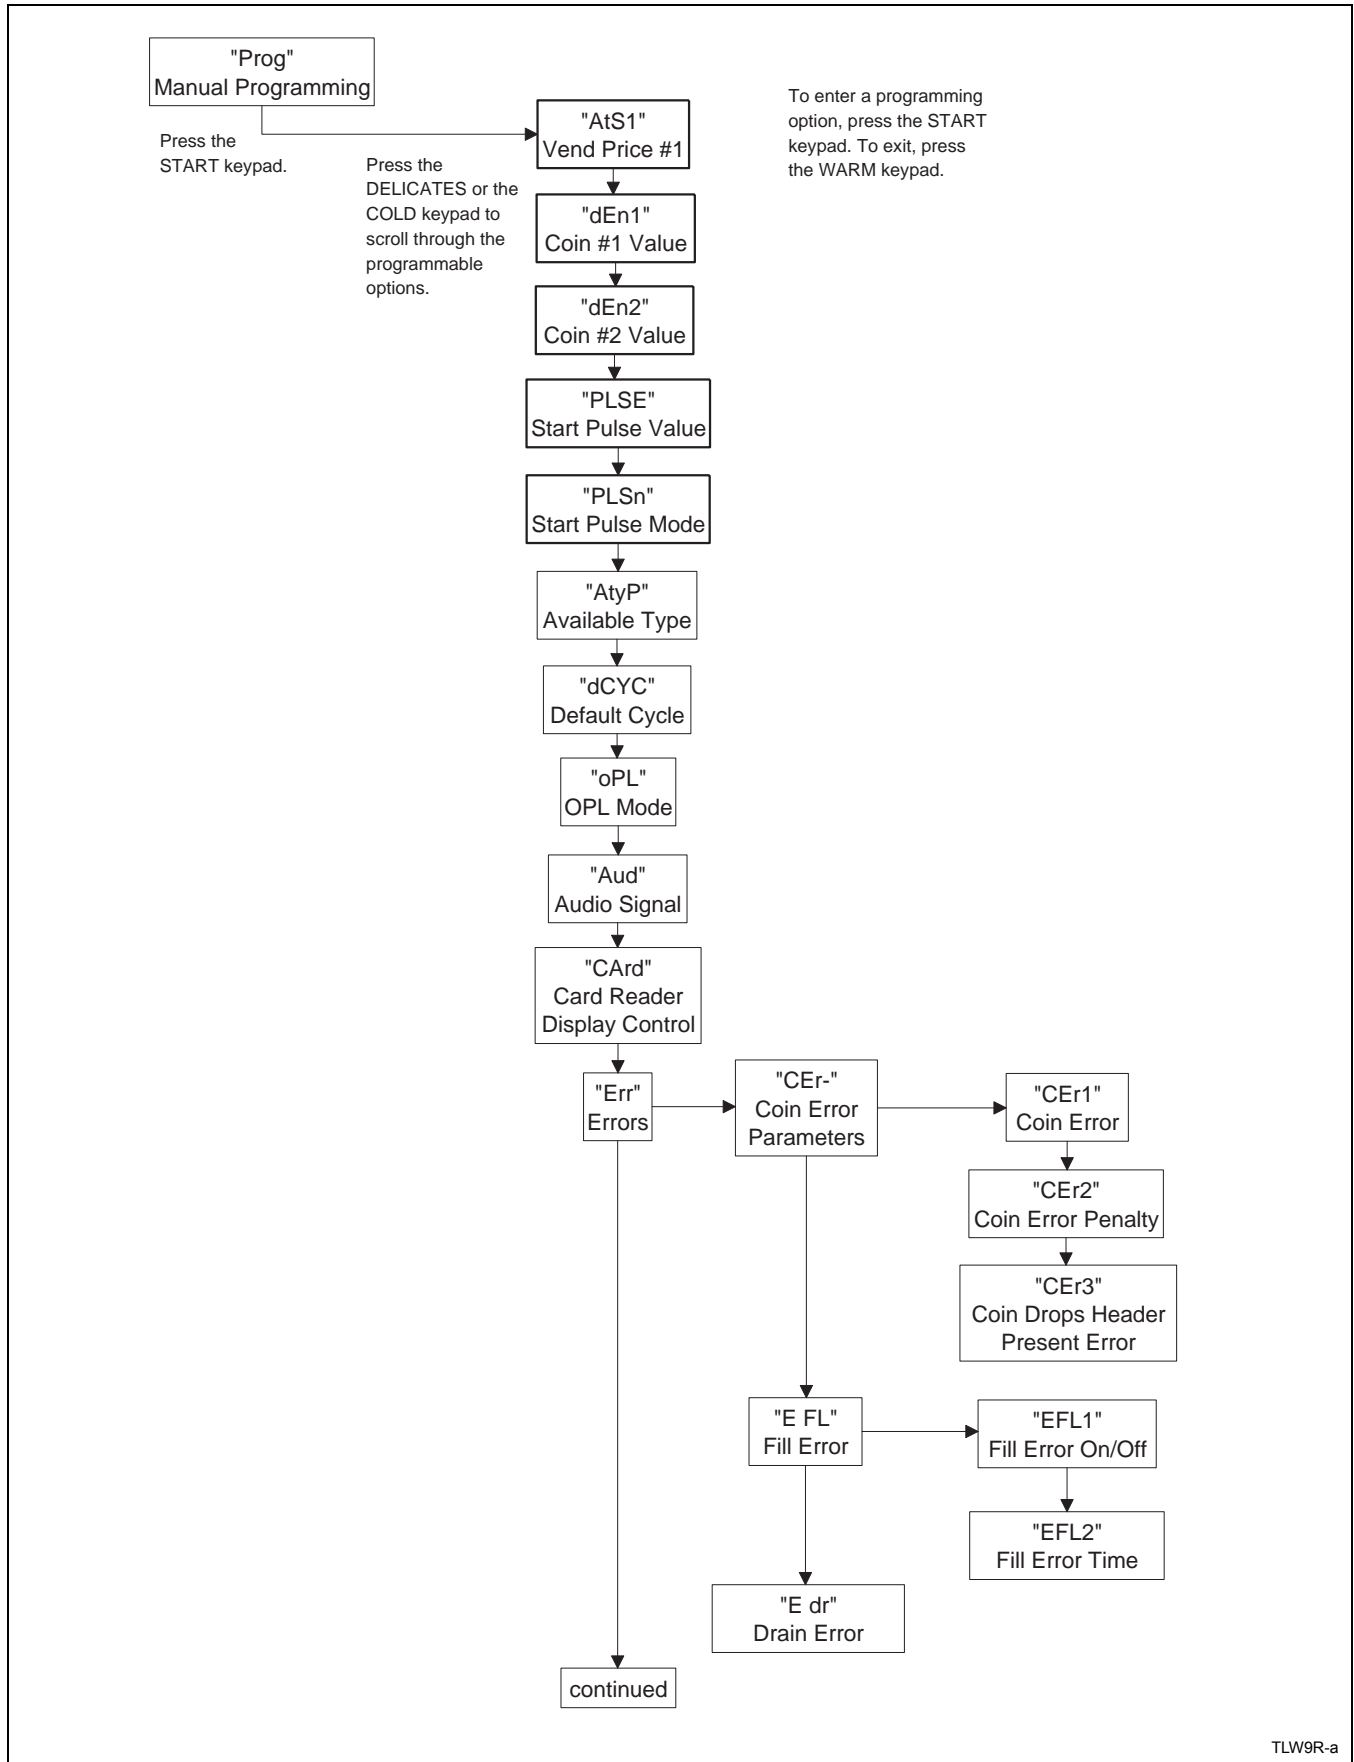 "Prog"
Manual Programming
Press the
START keypad.
"AtS1"
Vend Price #1
To enter a programming
option, press the START
keypad. To exit, press
the WARM keypad.
Press the
DELICATES or the
COLD keypad to
scroll through the
programmable
options.
"dEn1"
Coin #1 Value
"dEn2"
Coin #2 Value
"PLSE"
Start Pulse Value
"PLSn"
Start Pulse Mode
"AtyP"
Available Type
"dCYC"
Default Cycle
"oPL"
OPL Mode
"Aud"
Audio Signal
"CArd"
Card Reader
Display Control
"Err"
Errors
"CEr-"
Coin Error
Parameters
"CEr1"
Coin Error
"CEr2"
Coin Error Penalty
"CEr3"
Coin Drops Header
Present Error
"E FL"
Fill Error
"EFL1"
Fill Error On/Off
"EFL2"
Fill Error Time
"E dr"
Drain Error
continued
TLW9R-a